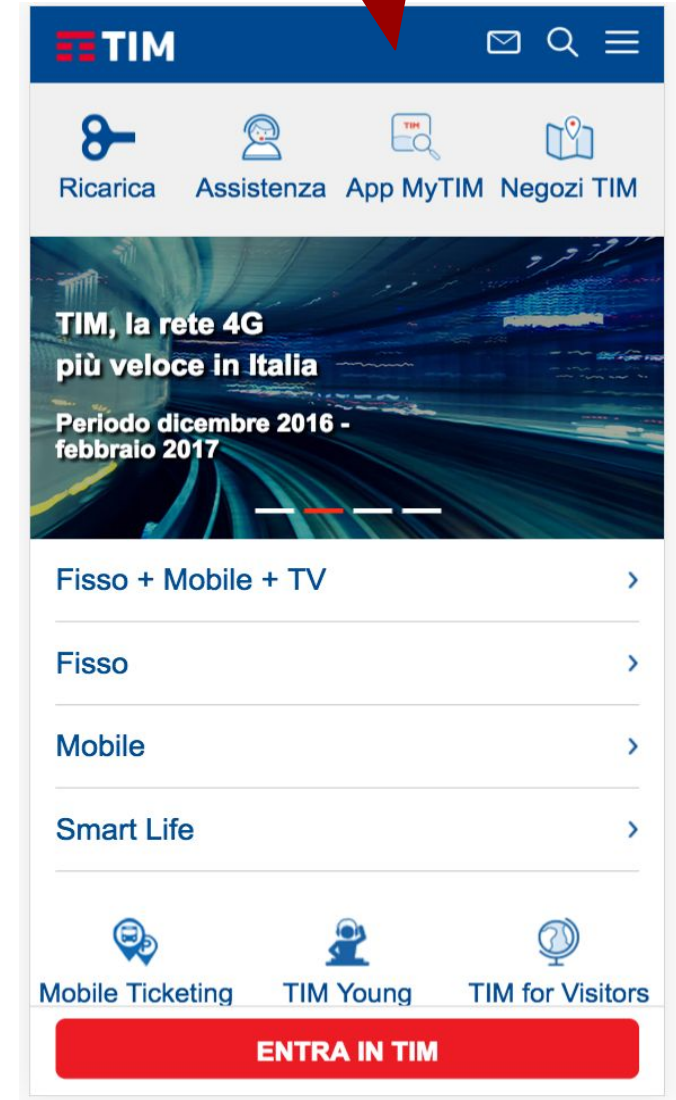 TIM
TIM
Ricarica Assistenza App MyTIM Negozi TIM
TIM, la rete 4G
più veloce in Italia
Periodo dicembre 2016 -
febbraio 2017
Fisso + Mobile + TV
Fisso
Mobile
Smart Life
P
Mobile Ticketing TIM Young TIM for Visitors
ENTRA IN TIM